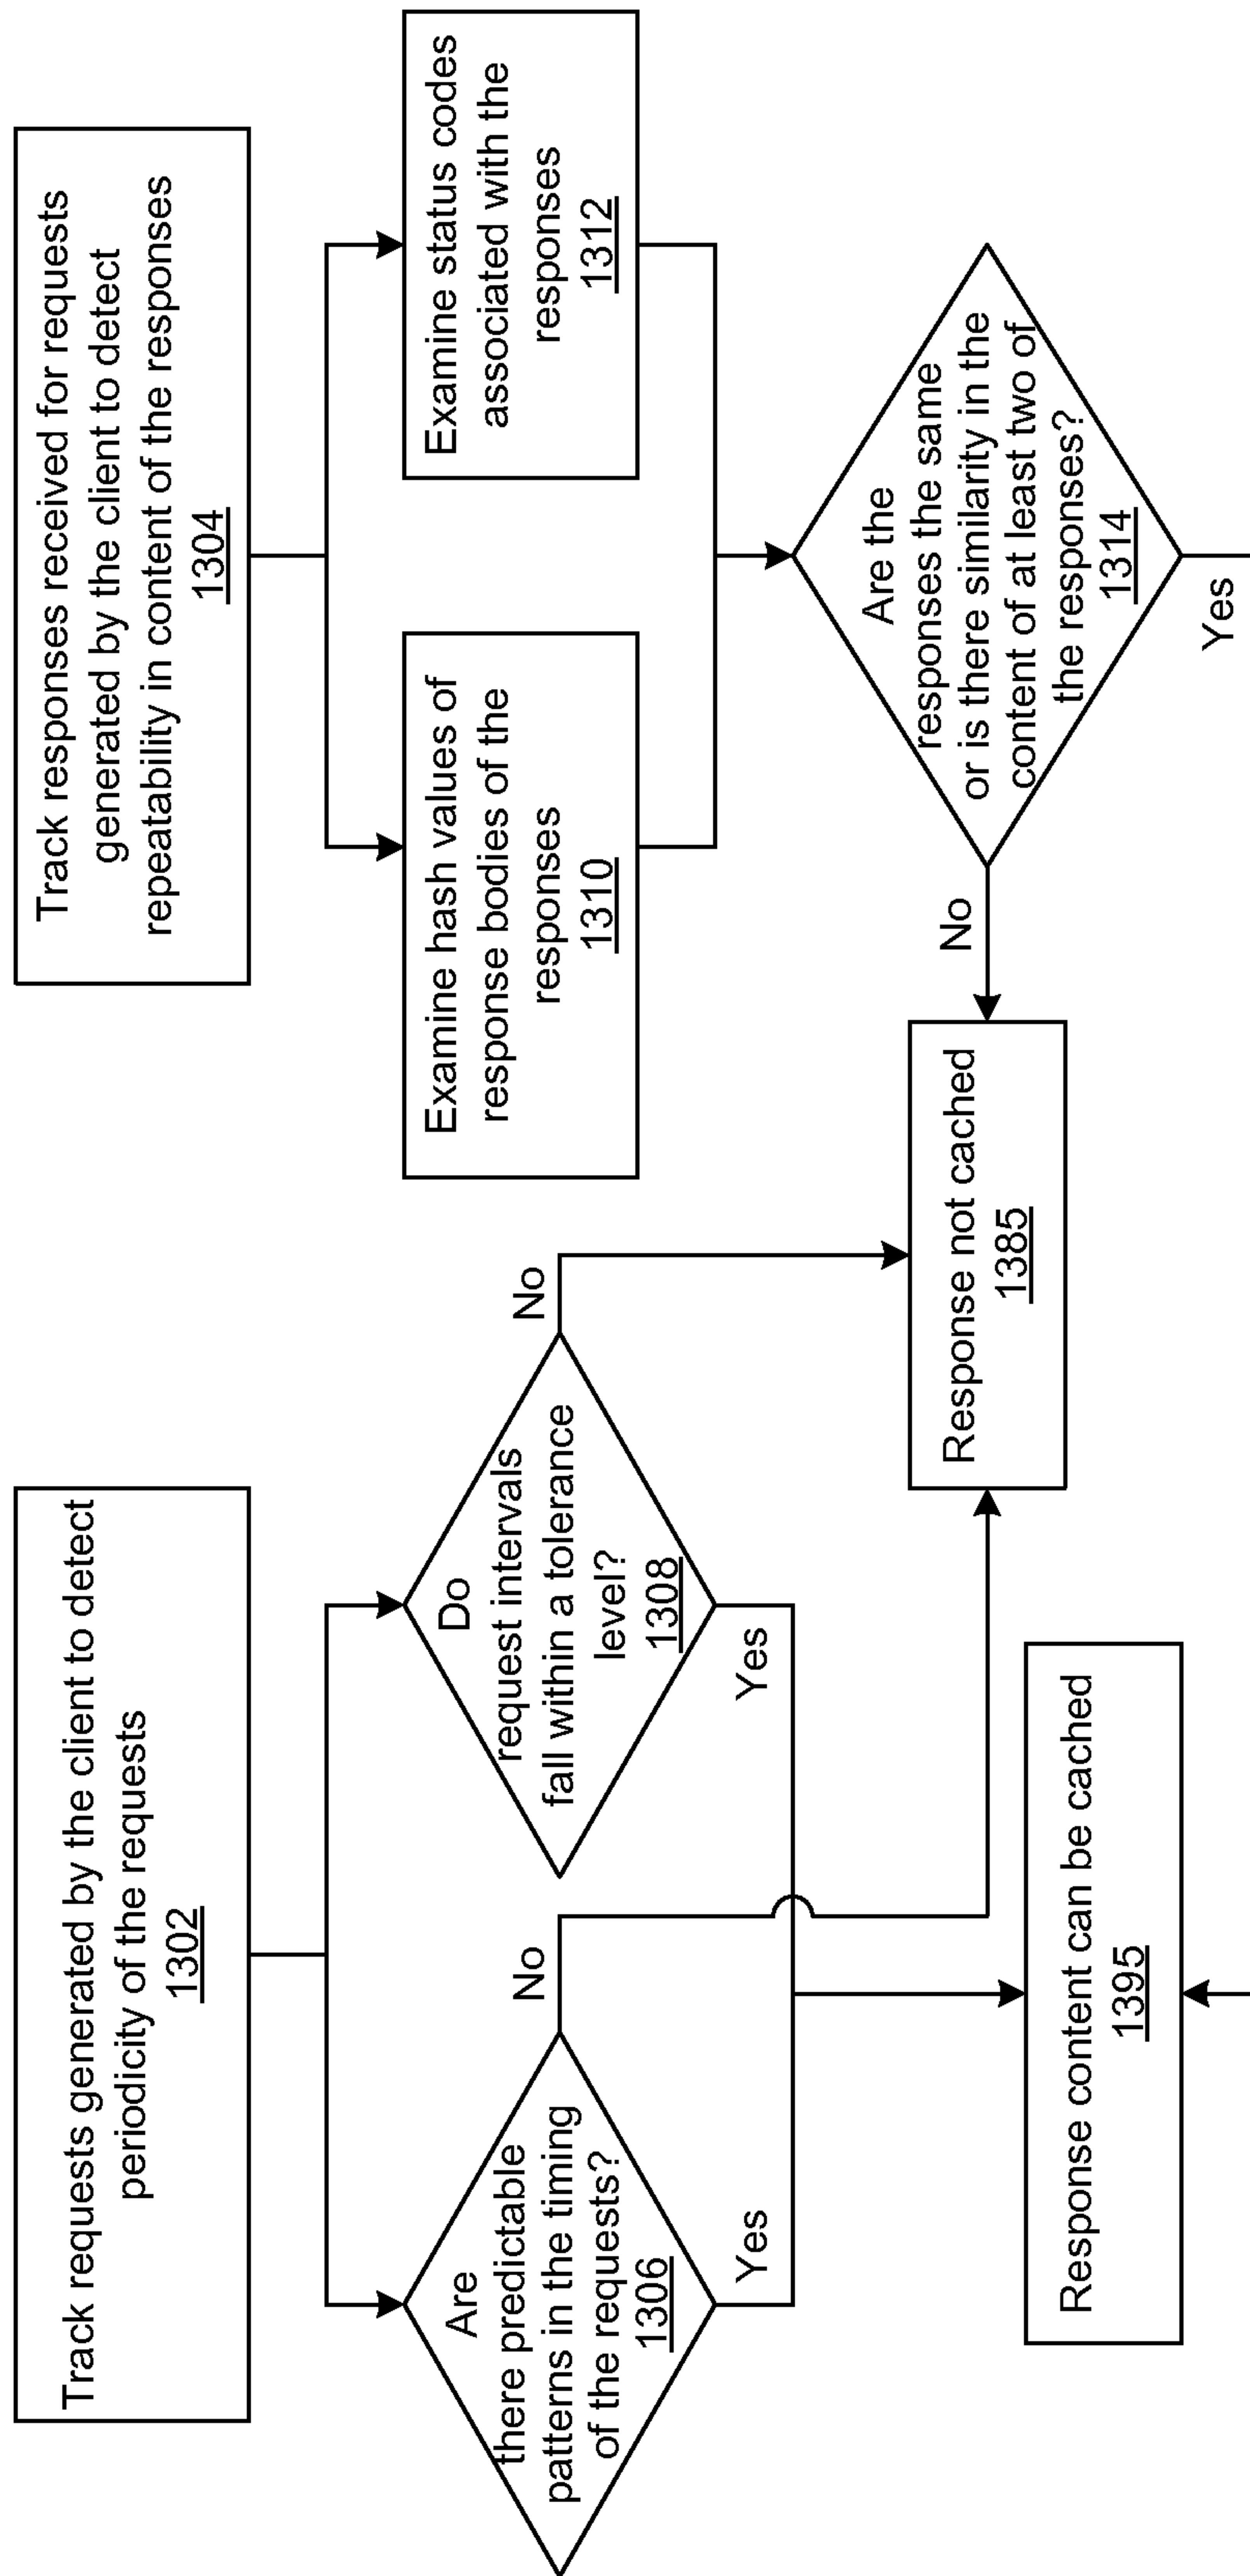 Track requests generated by the client to detect
periodicity of the requests
1302
Are
there predictable
patterns in the timing
of the requests?
1306
No
Yes
Do
request intervals
fall within a tolerance
level?
1308
No
Yes
Response content can be cached
1395
Track responses received for requests
generated by the client to detect
repeatability in content of the responses
1304
Examine hash values of
response bodies of the
responses
1310
Examine status codes
associated with the
responses
1312
Are the
responses the same
or is there similarity in the
content of at least two of
the responses?
1314
No
Yes
Response not cached
1385